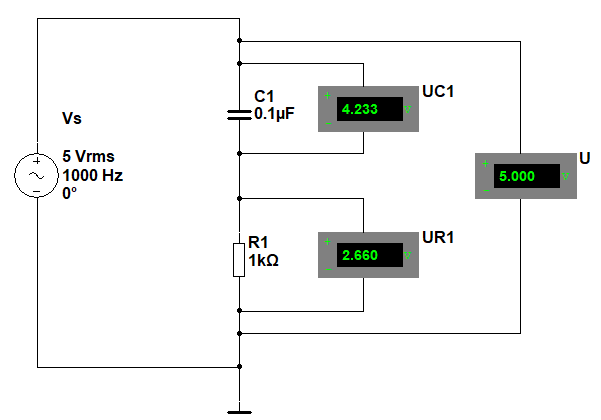 Vs
5 Vrms
1000 Hz
0°
C1
0.1µF
UC1
+
4.233
V
−
U
+
5.000
V
−
R1
1kΩ
UR1
+
2.660
V
−